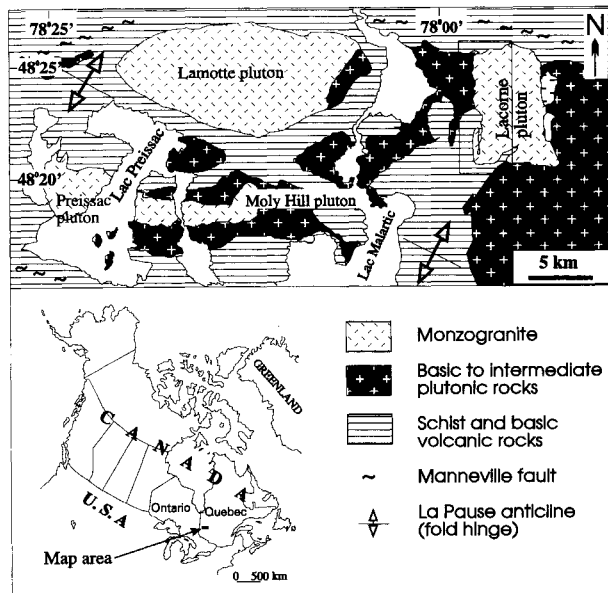 78°25'
78°00'
N
48°25'
Lamotte pluton
Lacorne
pluton
Lac Preissac
48°20'
Preissac
pluton
Moly Hill pluton
Lac Malartic
5 km
Monzogranite
Basic to intermediate
plutonic rocks
Schist and basic
volcanic rocks
~ Manneville fault
La Pause anticline
(fold hinge)
GREENLAND
CANADA
U.S.A
Ontario
Quebec
Map area
0 500 km